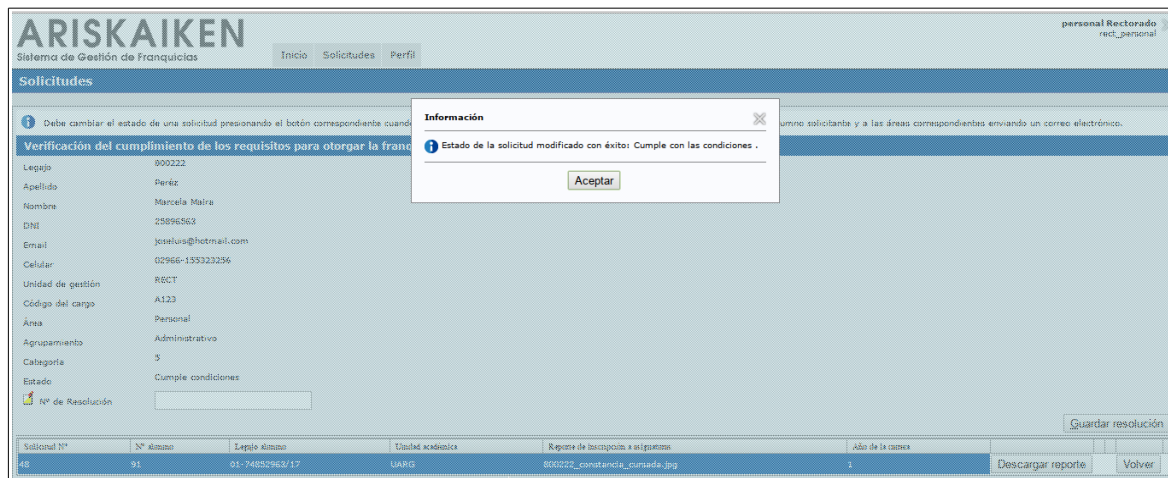 ARISKAIKEN
Sistema de Gestión de Franquicias
Inicio Solicitudes Perfil
personal Rectorado
rect_personal
Solicitudes
Debe cambiar el estado de una solicitud presionando el botón correspondiente cuand
umno solicitante y a las áreas correspondientes enviando un correo electrónico.
Información
Estado de la solicitud modificado con éxito: Cumple con las condiciones .
Aceptar
Verificación del cumplimiento de los requisitos para otorgar la franq
Legajo 800222
Apellido Peréz
Nombre Marcela Maira
DNI 25896563
Email joseluis@hotmail.com
Celular 02966-155323256
Unidad de gestión RECT
Código del cargo A123
Área Personal
Agrupamiento Administrativo
Categoría 5
Estado Cumple condiciones
Nº de Resolución
Guardar resolución
Solicitud Nº Nº alumno Legajo alumno Unidad académica Reporte de inscripción a asignaturas Año de la carrera
48 91 01-74852963/17 UARG 800222_constancia_cursada.jpg 1 Descargar reporte Volver